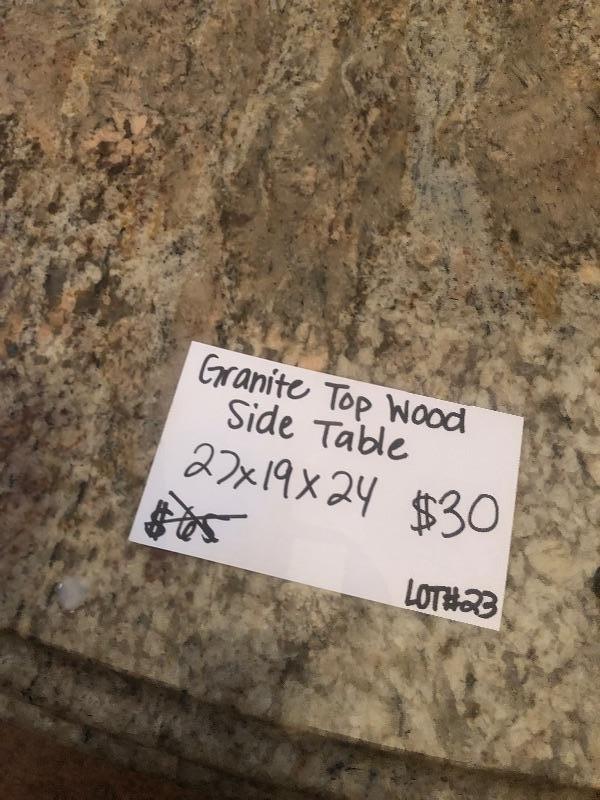 Granite Top Wood
Side Table
27x19x24 $30
$65
LOT#23